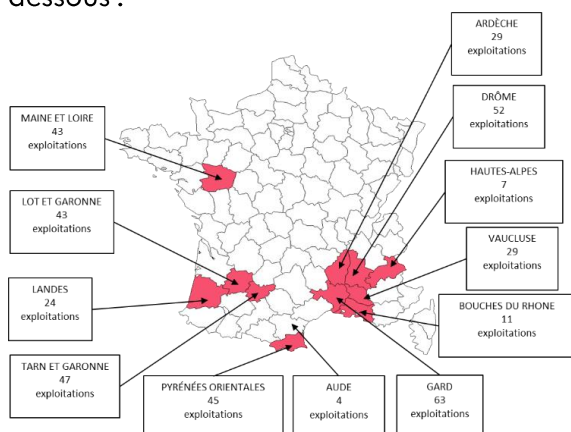 dessous :
ARDÈCHE
29
exploitations
DRÔME
52
exploitations
MAINE ET LOIRE
43
exploitations
HAUTES-ALPES
7
exploitations
LOT ET GARONNE
43
exploitations
VAUCLUSE
29
exploitations
LANDES
24
exploitations
BOUCHES DU RHONE
11
exploitations
TARN ET GARONNE
47
exploitations
PYRÉNÉES ORIENTALES
45
exploitations
AUDE
4
exploitations
GARD
63
exploitations